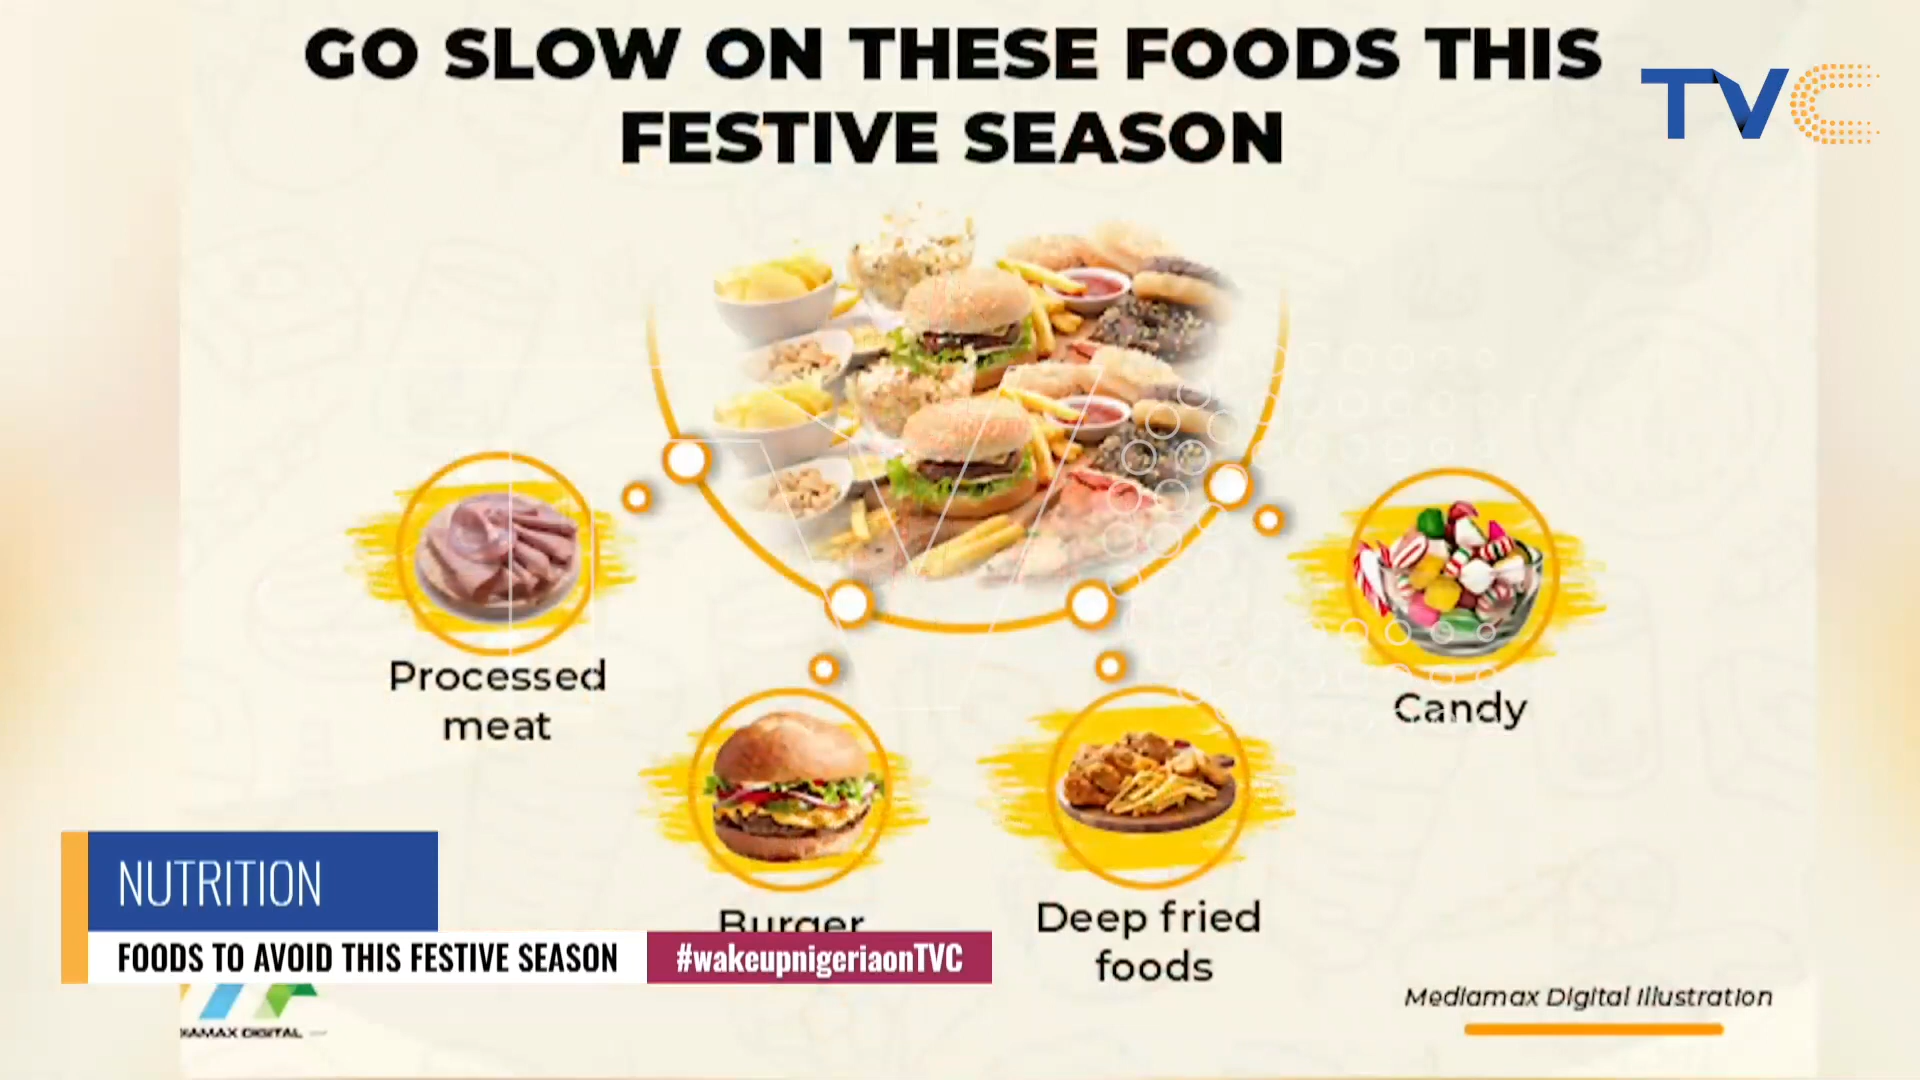 GO SLOW ON THESE FOODS THIS
FESTIVE SEASON
TVC
Processed
meat
Candy
Burger
Deep fried
foods
NUTRITION
FOODS TO AVOID THIS FESTIVE SEASON
#wakeupnigeriaonTVC
Mediamax Digital Illustration
DIGITAL